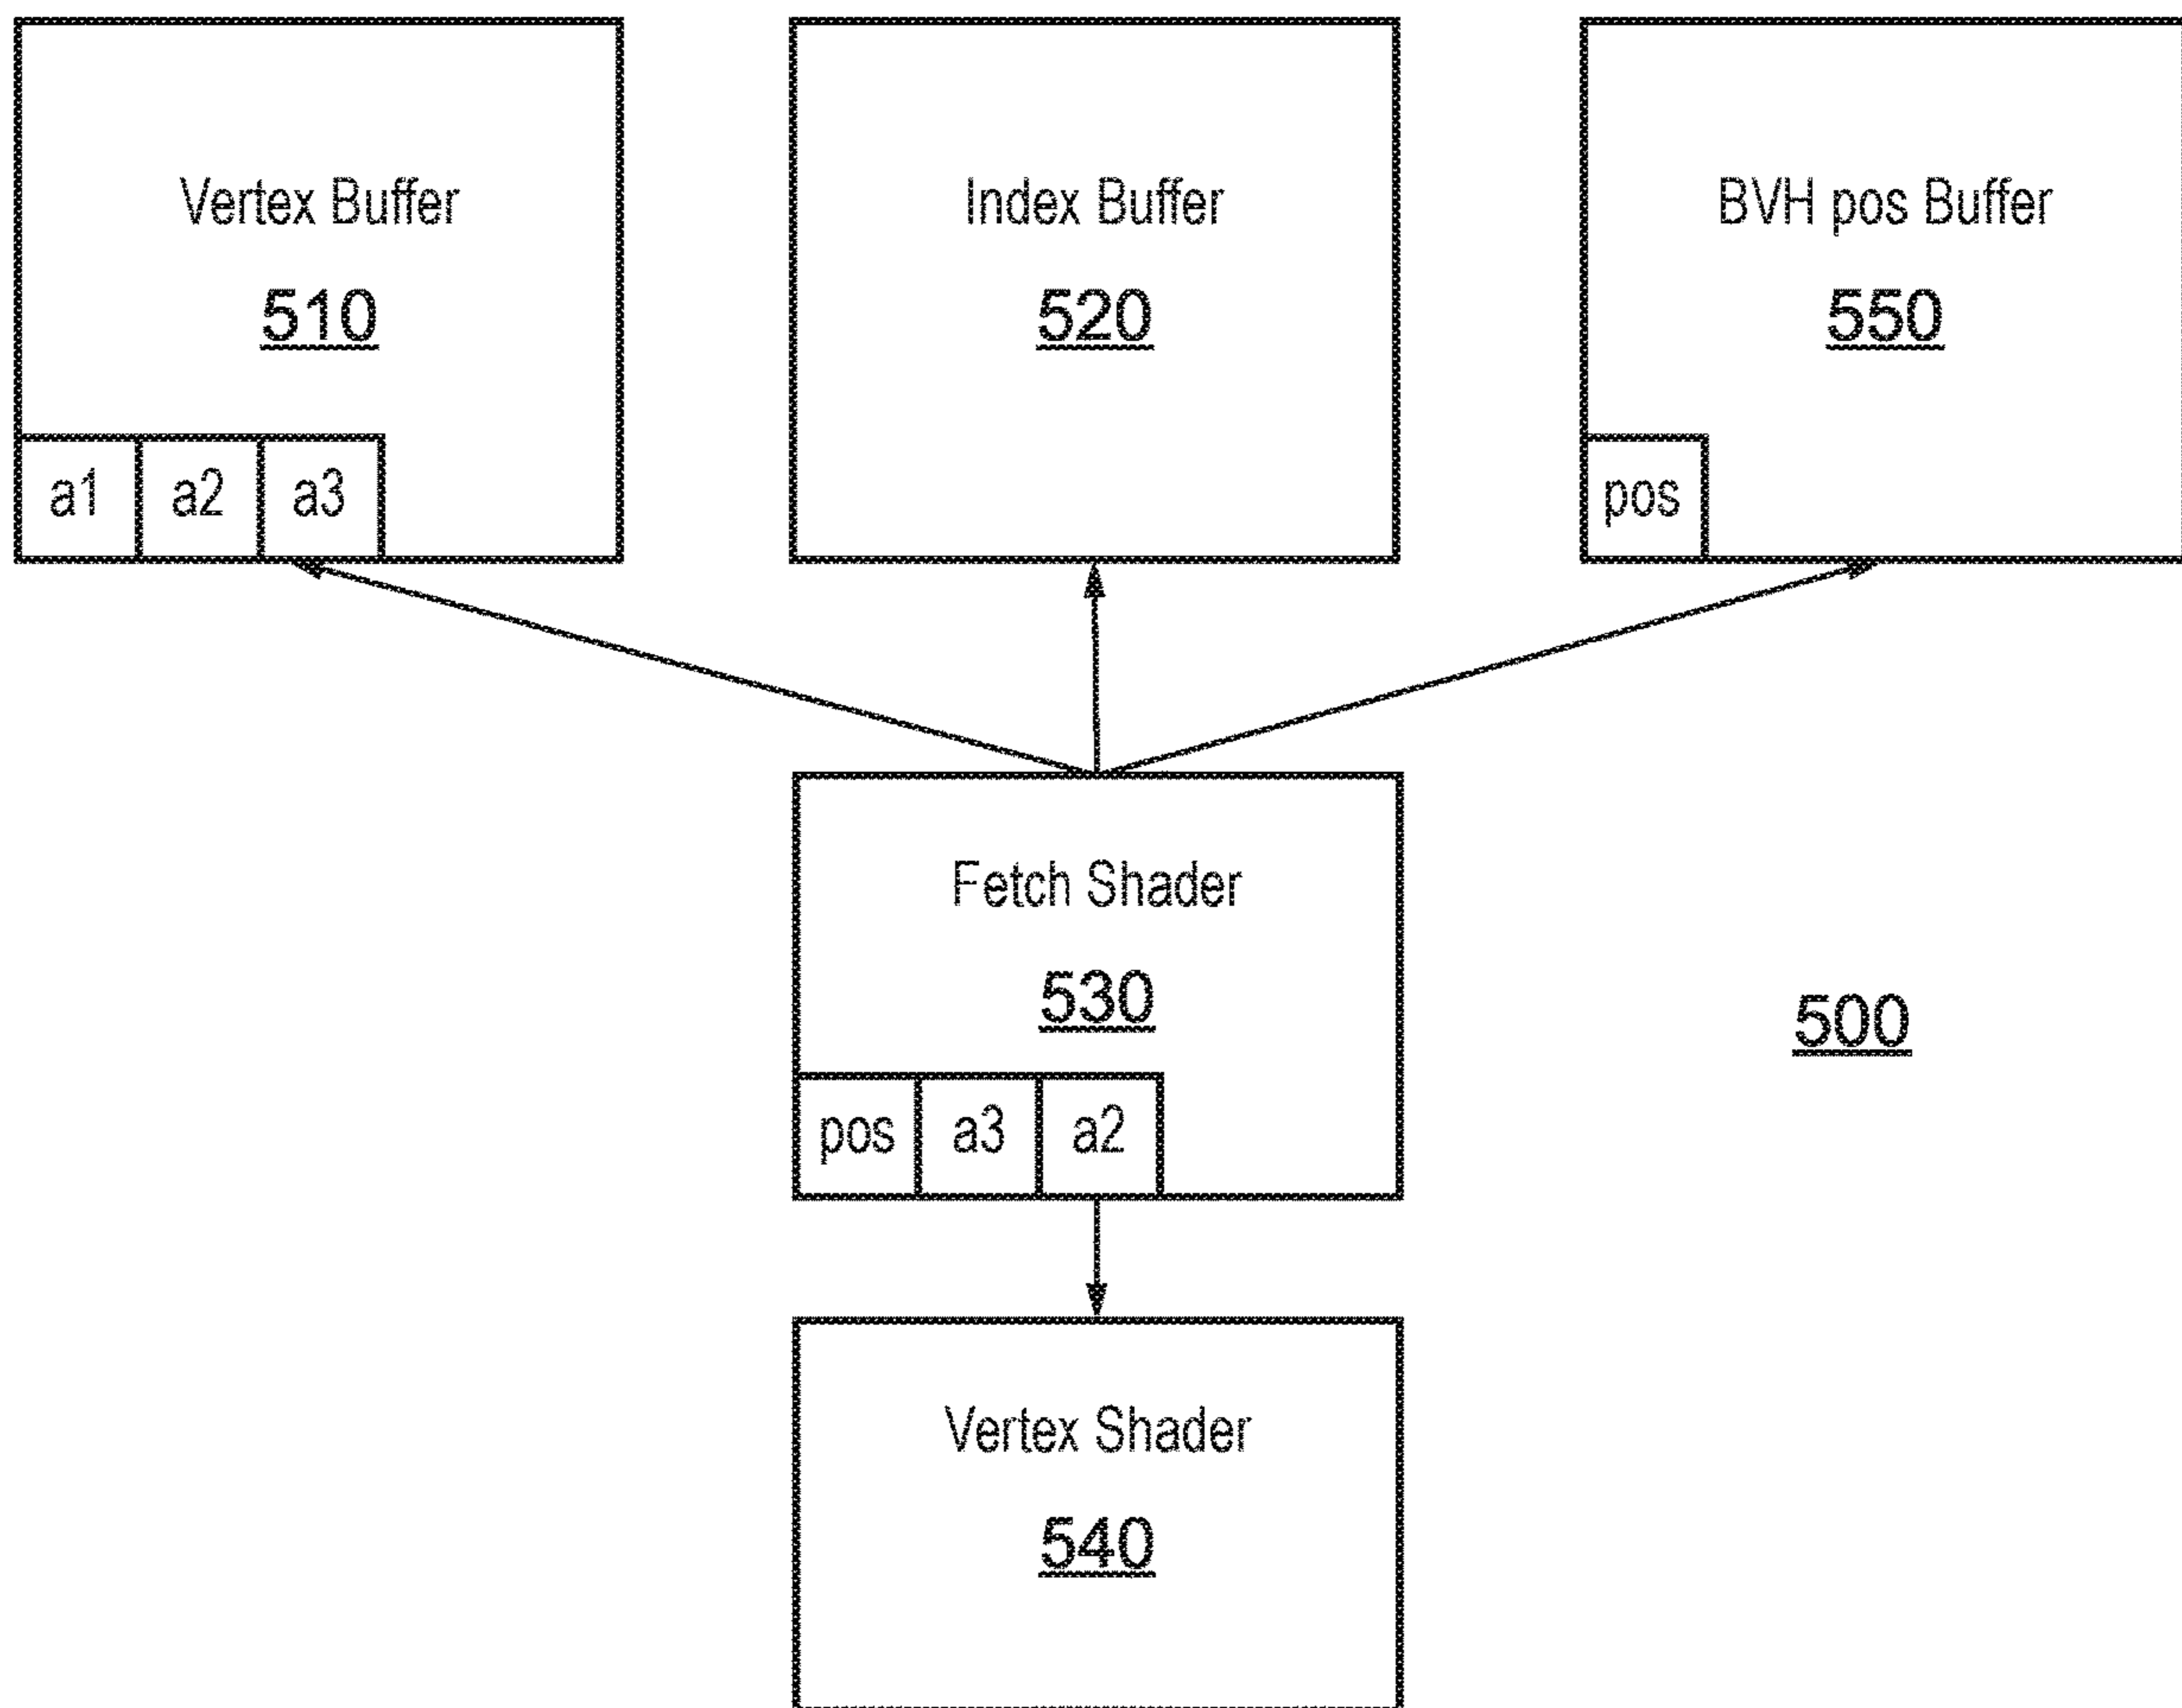 Vertex Buffer
510
a1 a2 a3
Index Buffer
520
BVH pos Buffer
550
pos
Fetch Shader
530
pos a3 a2
500
Vertex Shader
540